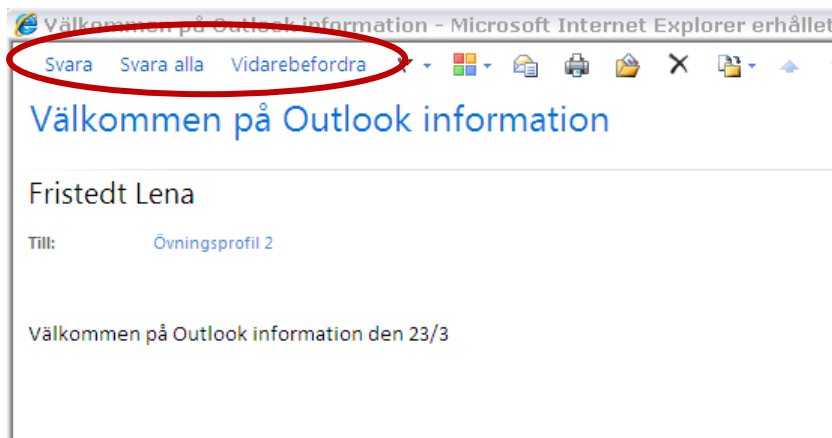 Välkommen på Outlook information - Microsoft Internet Explorer erhållet
Svara Svara alla Vidarebefordra
Välkommen på Outlook information
Fristedt Lena
Till: Övningsprofil 2
Välkommen på Outlook information den 23/3